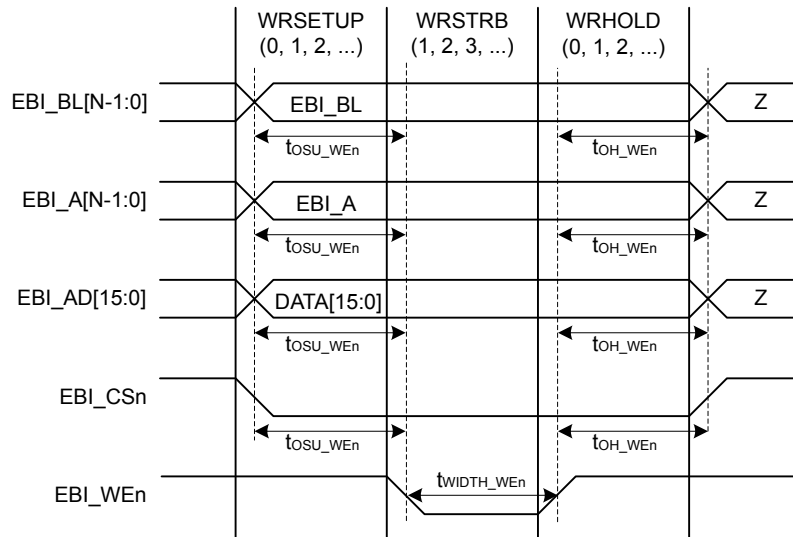 WRSETUP WRSTRB WRHOLD
(0, 1, 2, ...) (1, 2, 3, ...) (0, 1, 2, ...)
EBI_BL[N-1:0] EBI_BL Z
tOSU_WEn tOH_WEn
EBI_A[N-1:0] EBI_A Z
tOSU_WEn tOH_WEn
EBI_AD[15:0] DATA[15:0] Z
tOSU_WEn tOH_WEn
EBI_CSn
tOSU_WEn tOH_WEn
EBI_WEn tWIDTH_WEn